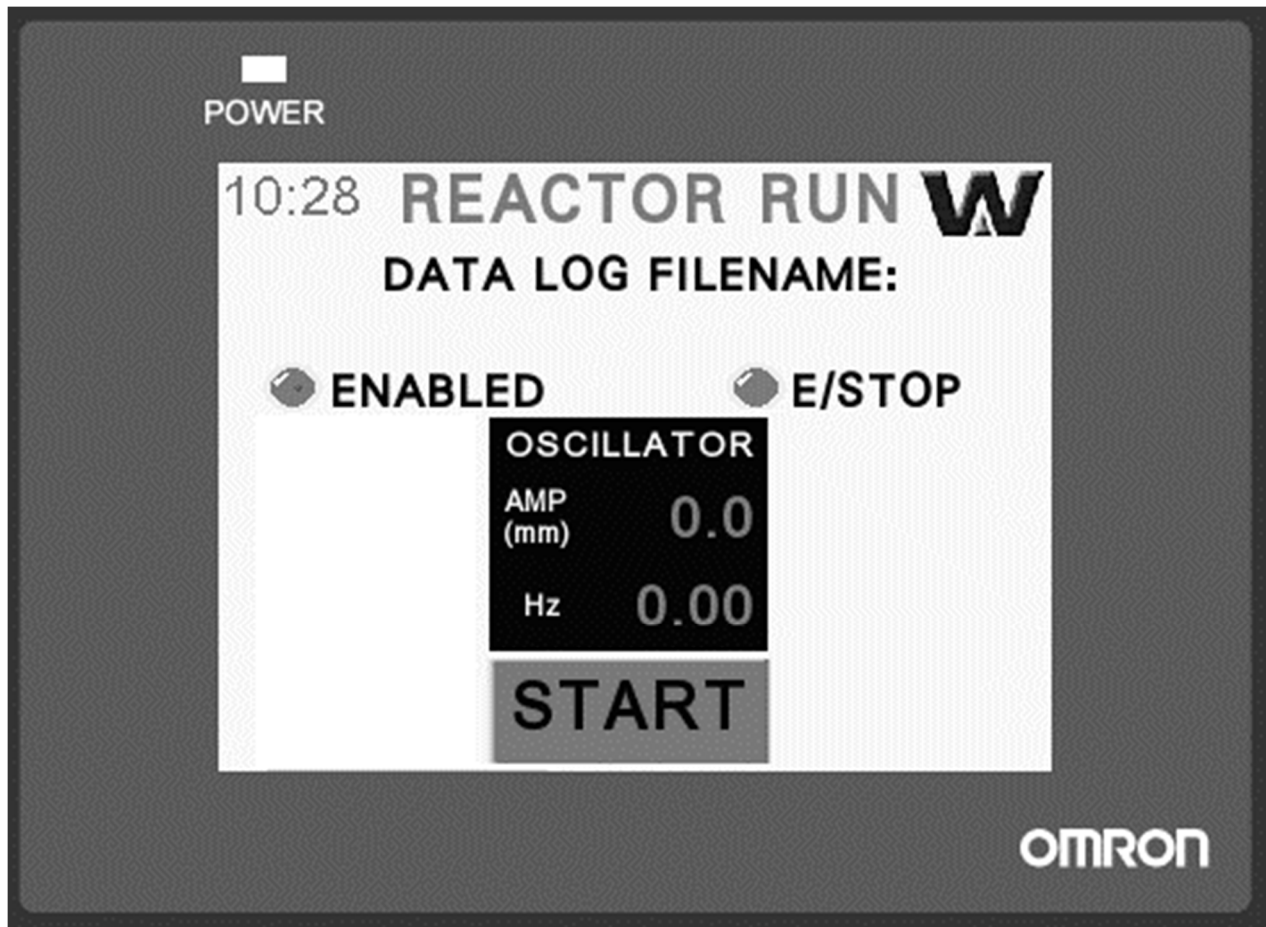 POWER
10:28 REACTOR RUN W
DATA LOG FILENAME:
ENABLED E/STOP
OSCILLATOR
AMP 0.0
(mm)
Hz 0.00
START
OMRON